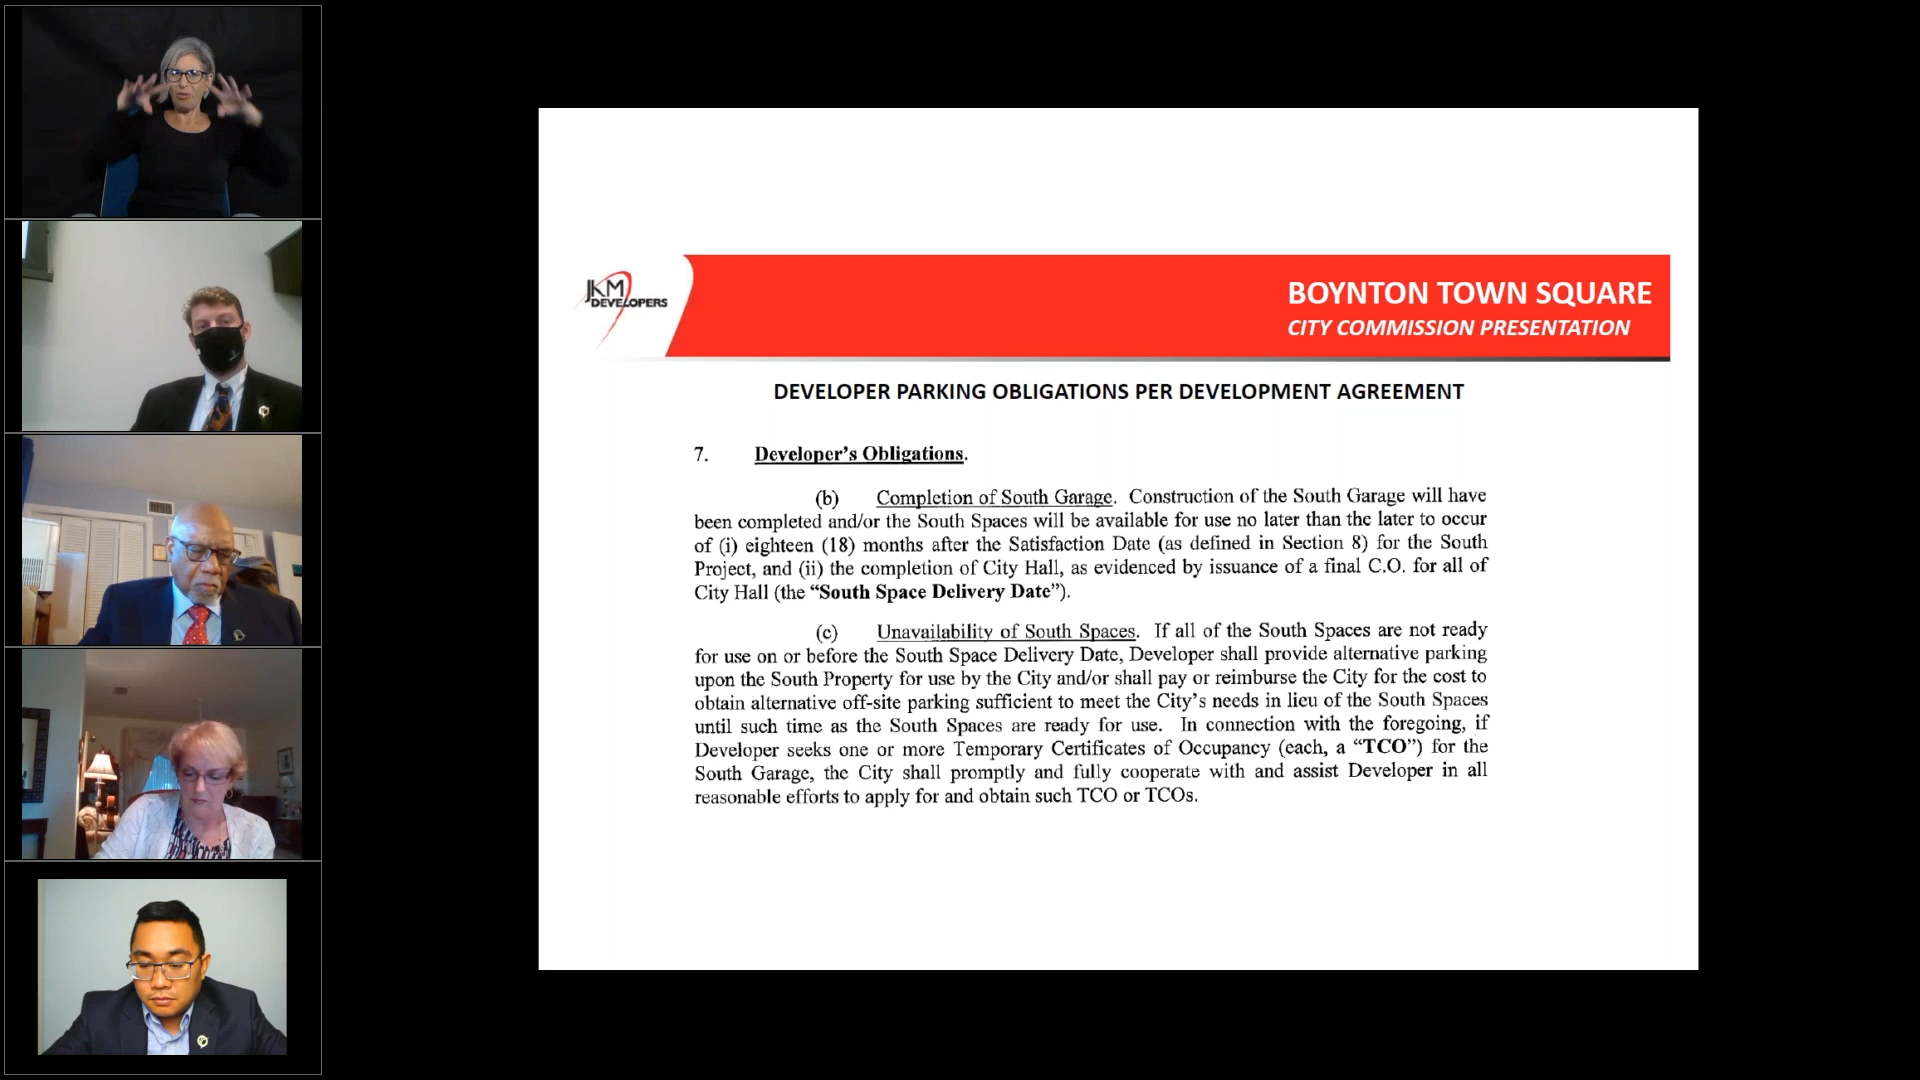 JKM
DEVELOPERS
BOYNTON TOWN SQUARE
CITY COMMISSION PRESENTATION
DEVELOPER PARKING OBLIGATIONS PER DEVELOPMENT AGREEMENT
7. Developer's Obligations.
(b) Completion of South Garage. Construction of the South Garage will have
been completed and/or the South Spaces will be available for use no later than the later to occur
of (i) eighteen (18) months after the Satisfaction Date (as defined in Section 8) for the South
Project, and (ii) the completion of City Hall, as evidenced by issuance of a final C.O. for all of
City Hall (the “South Space Delivery Date”).
(c) Unavailability of South Spaces. If all of the South Spaces are not ready
for use on or before the South Space Delivery Date, Developer shall provide alternative parking
upon the South Property for use by the City and/or shall pay or reimburse the City for the cost to
obtain alternative off-site parking sufficient to meet the City's needs in lieu of the South Spaces
until such time as the South Spaces are ready for use. In connection with the foregoing, if
Developer seeks one or more Temporary Certificates of Occupancy (each, a “TCO”) for the
South Garage, the City shall promptly and fully cooperate with and assist Developer in all
reasonable efforts to apply for and obtain such TCO or TCOs.